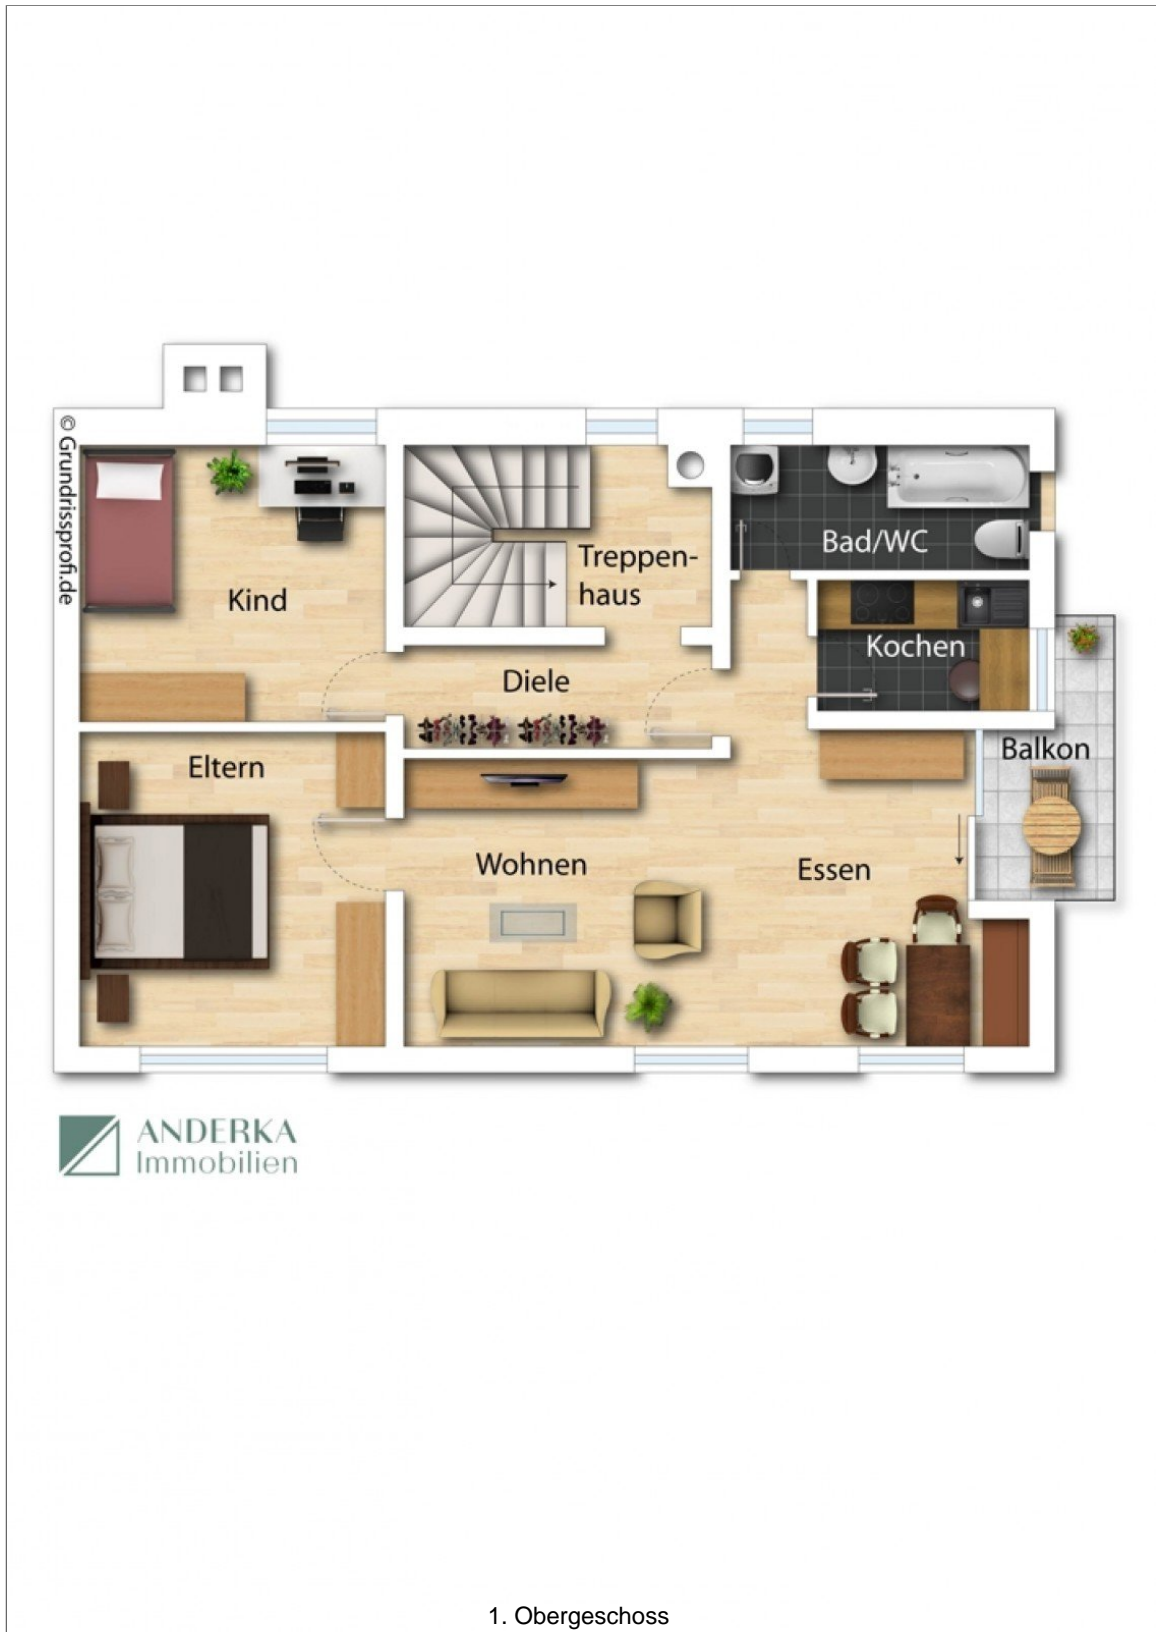 © Grundrissprofi.de
Kind
Treppen-
haus
Bad/WC
Kochen
Diele
Balkon
Eltern
Wohnen
Essen
ANDERKA
Immobilien
1. Obergeschoss